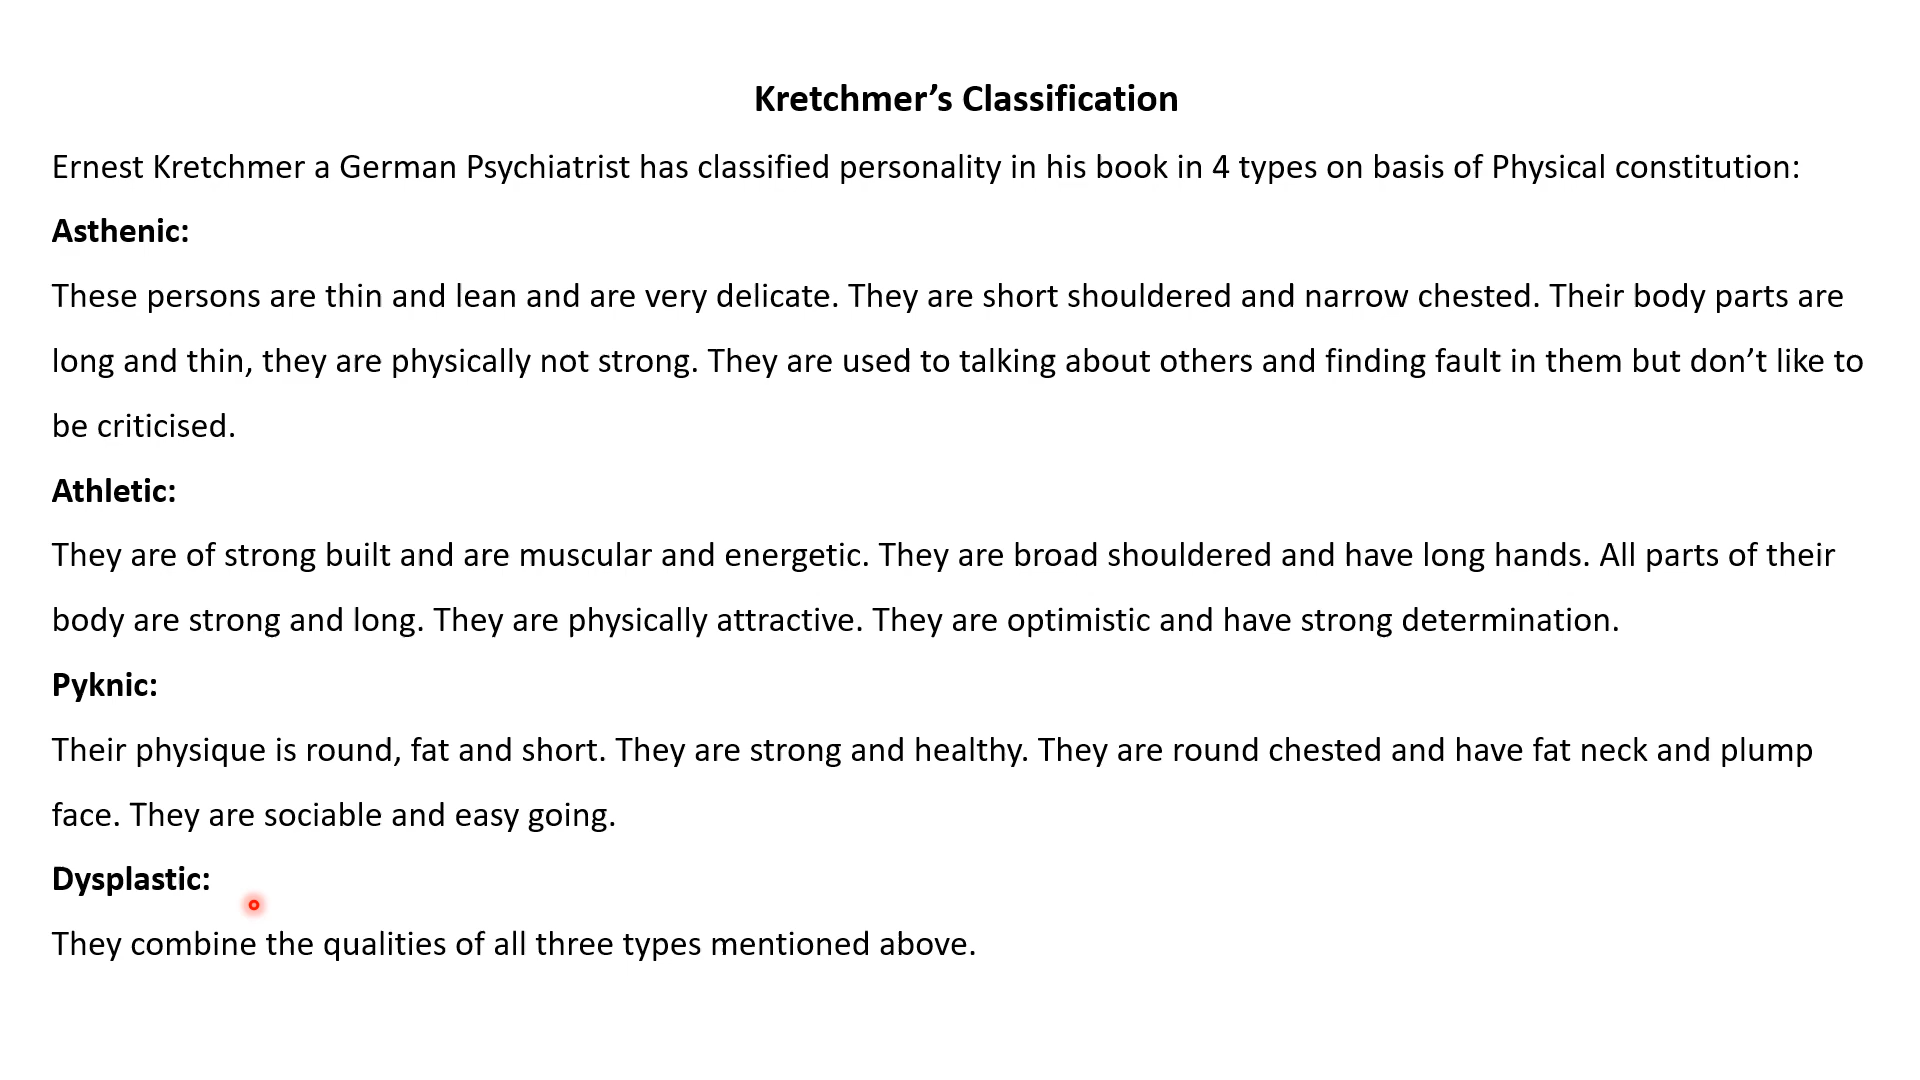 Kretchmer’s Classification
Ernest Kretchmer a German Psychiatrist has classified personality in his book in 4 types on basis of Physical constitution:
Asthenic:
These persons are thin and lean and are very delicate. They are short shouldered and narrow chested. Their body parts are
long and thin, they are physically not strong. They are used to talking about others and finding fault in them but don’t like to
be criticised.
Athletic:
They are of strong built and are muscular and energetic. They are broad shouldered and have long hands. All parts of their
body are strong and long. They are physically attractive. They are optimistic and have strong determination.
Pyknic:
Their physique is round, fat and short. They are strong and healthy. They are round chested and have fat neck and plump
face. They are sociable and easy going.
Dysplastic:
They combine the qualities of all three types mentioned above.